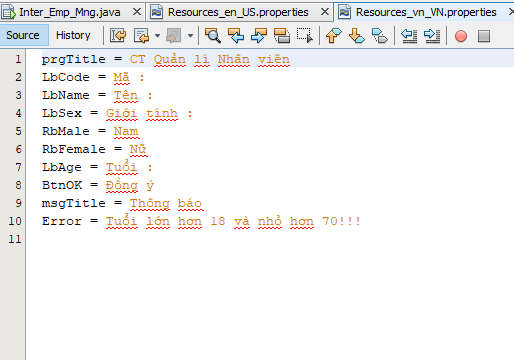 Inter_Emp_Mng.java Resources_en_US.properties Resources_vn_VN.properties
Source History
1 prgTitle = CT Quản lí Nhân viên
2 LbCode = Mã :
3 LbName = Tên :
4 LbSex = Giới tính :
5 RbMale = Nam
6 RbFemale = Nữ
7 LbAge = Tuổi :
8 BtnOK = Đồng ý
9 msgTitle = Thông báo
10 Error = Tuổi lớn hơn 18 và nhỏ hơn 70!!!
11